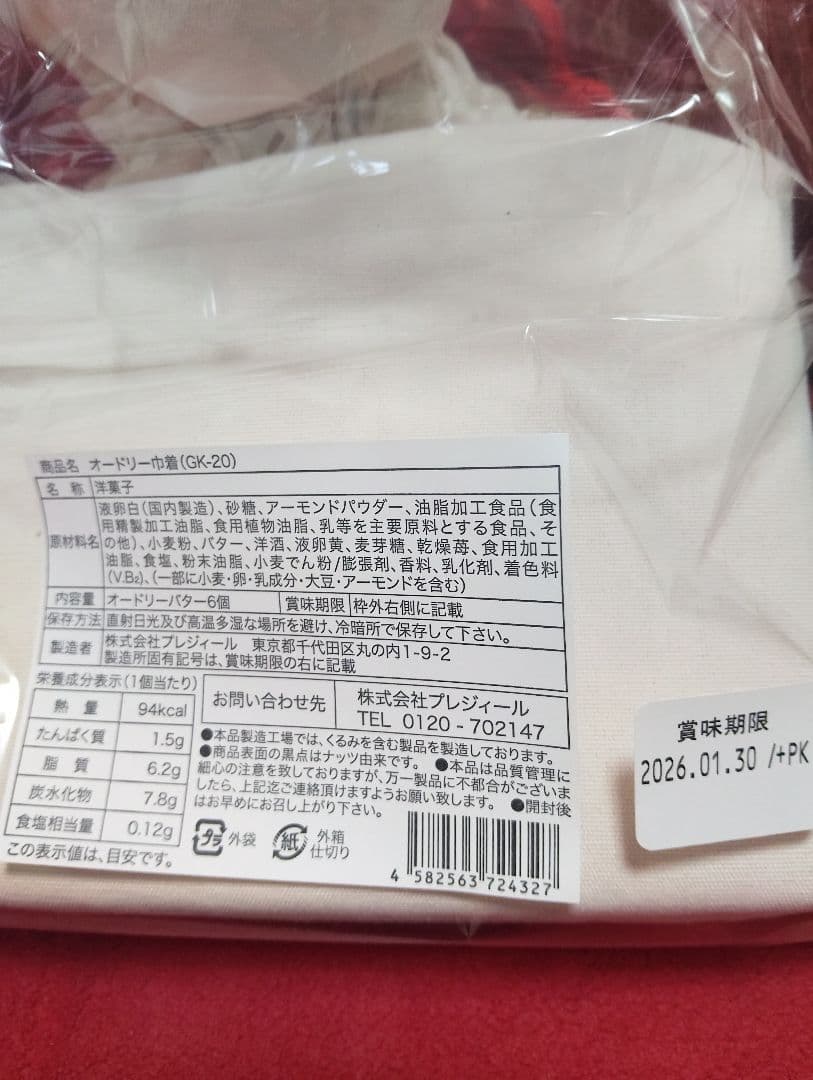 商品名 オードリー巾着(GK-20)
名 称 洋菓子
原材料名 液卵白(国内製造)、砂糖、アーモンドパウダー、油脂加工食品(食
用精製加工油脂、食用植物油脂、乳等を主要原料とする食品、そ
の他)、小麦粉、バター、洋酒、液卵黄、麦芽糖、乾燥苺、食用加工
油脂、食塩、粉末油脂、小麦でん粉/膨張剤、香料、乳化剤、着色料
(V.B₂)、(一部に小麦・卵・乳成分・大豆・アーモンドを含む)
内容量 オードリーバター6個 賞味期限 枠外右側に記載
保存方法 直射日光及び高温多湿な場所を避け、冷暗所で保存して下さい。
製造者 株式会社プレジィール 東京都千代田区丸の内1-9-2
製造所固有記号は、賞味期限の右に記載
栄養成分表示(1個当たり)
熱 量 94kcal
たんぱく質 1.5g
脂 質 6.2g
炭水化物 7.8g
食塩相当量 0.12g
この表示値は、目安です。
お問い合わせ先 株式会社プレジィール
TEL 0120-702147
●本品製造工場では、くるみを含む製品を製造しております。
●商品表面の黒点はナッツ由来です。 ●本品は品質管理に
細心の注意を致しておりますが、万一製品に不都合がございま
したら、上記迄ご連絡頂けますようお願い致します。 ●開封後
はお早めにお召し上がり下さい。
プラ 外袋
紙 外箱
仕切り
4 582563 724327
賞味期限
2026.01.30 /+PK